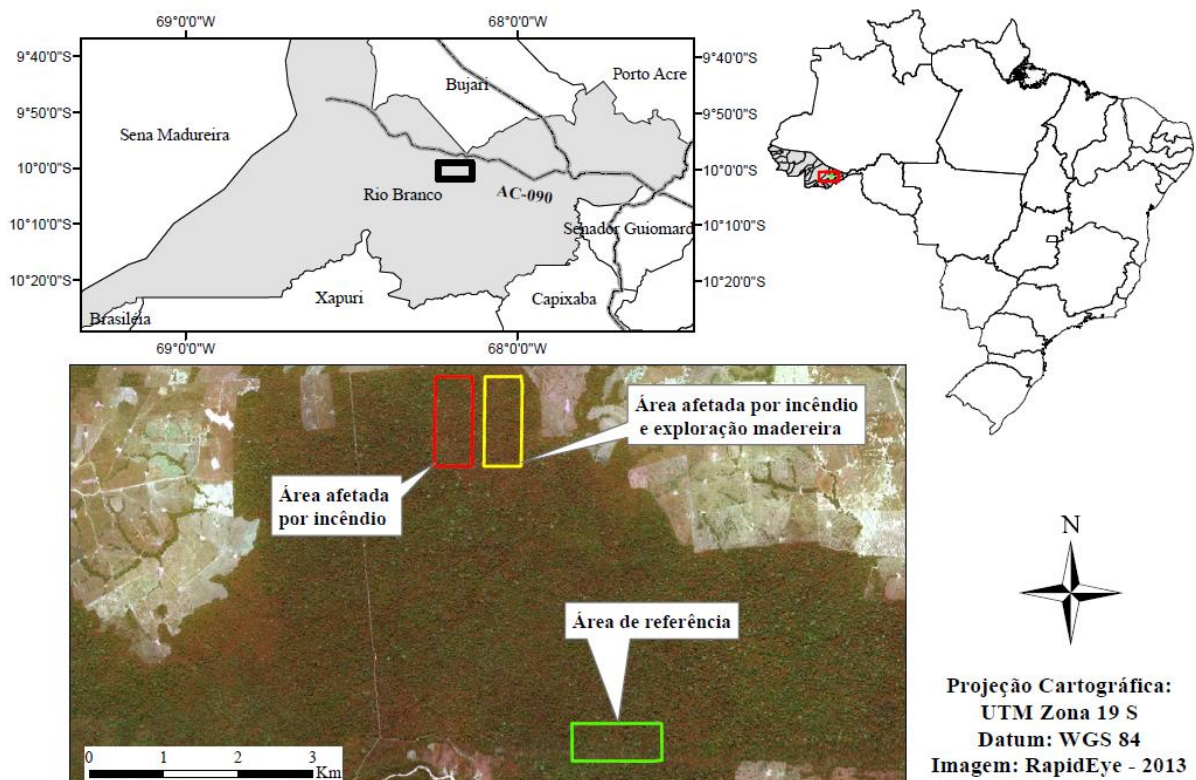 69°0'0"W
68°0'0"W
9°40'0"S
9°40'0"S
Porto Acre
Bujari
9°50'0"S
9°50'0"S
Sena Madureira
10°0'0"S
10°0'0"S
AC-090
Rio Branco
10°10'0"S
10°10'0"S
Senador Guiomard
10°20'0"S
10°20'0"S
Xapuri
Capixaba
Brasiléia
69°0'0"W
68°0'0"W
Área afetada por incêndio
e exploração madereira
Área afetada
por incêndio
N
Área de referência
Projeção Cartográfica:
UTM Zona 19 S
Datum: WGS 84
Imagem: RapidEye - 2013
0 1 2 3
Km